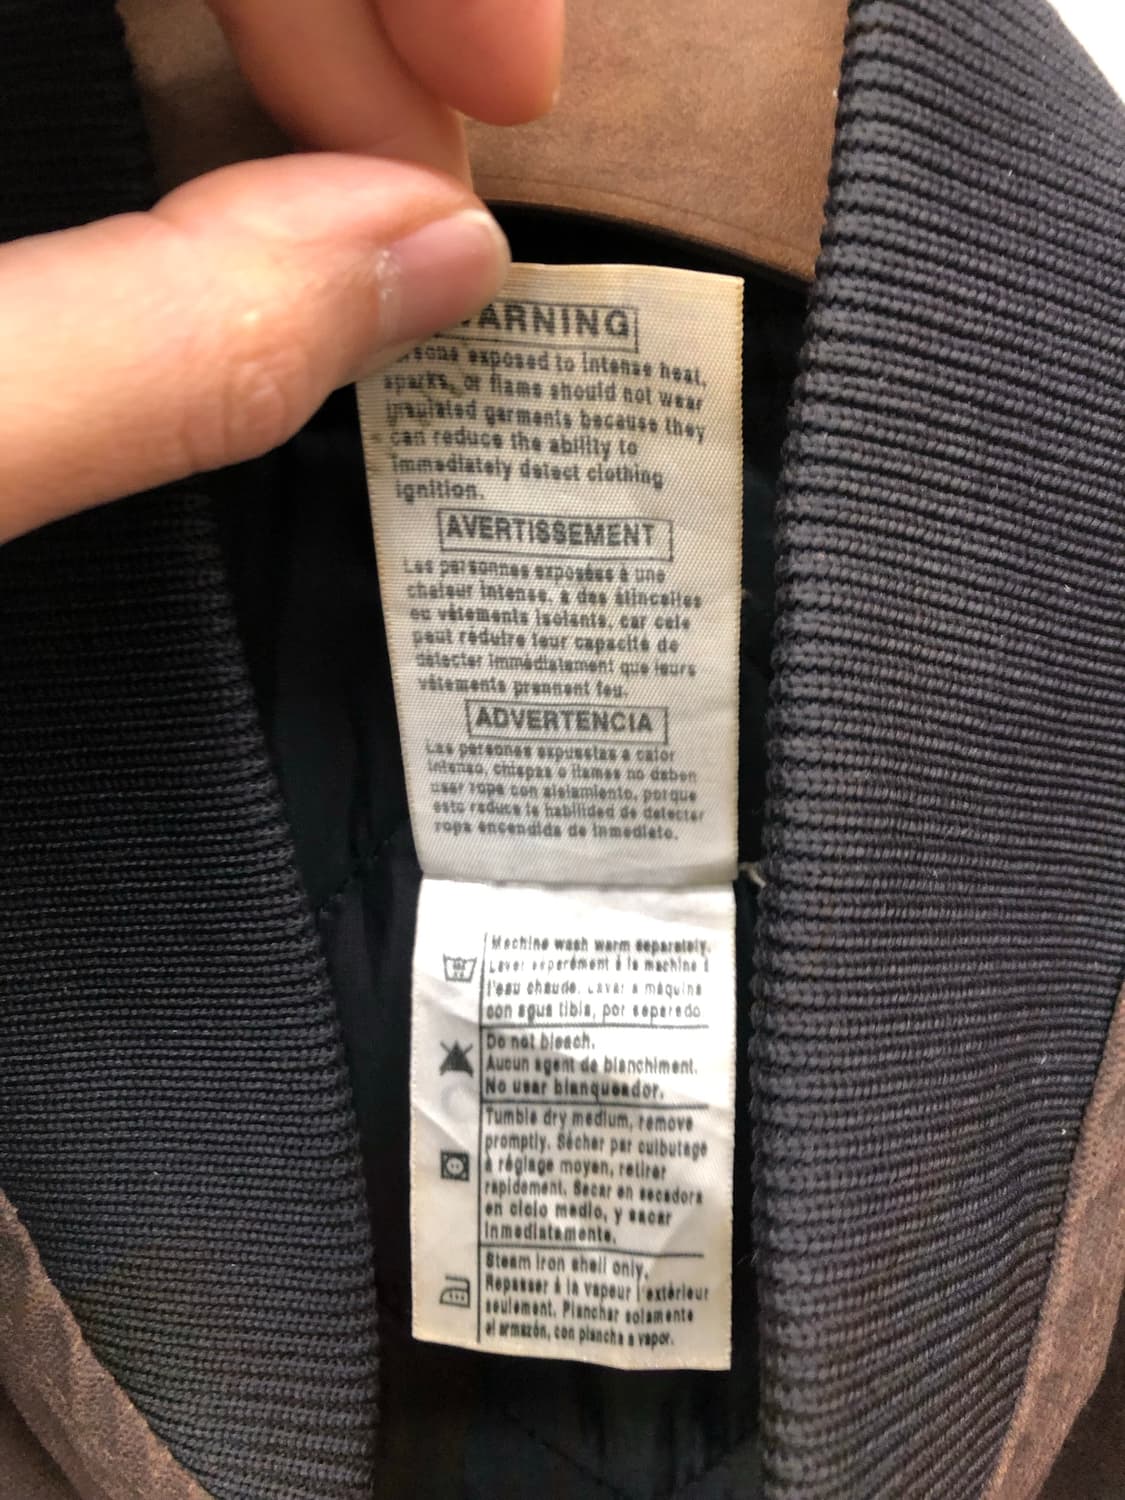 WARNING
exposed to intense heat,
sparks, or flame should not wear
insulated garments because they
can reduce the ability to
immediately detect clothing
ignition.
AVERTISSEMENT
Les personnes exposées à une
chaleur intense, à des étincelles
ou vêtements isolants, car cela
peut réduire leur capacité de
détecter immédiatement que leurs
vêtements prennent feu.
ADVERTENCIA
Las personas expuestas a calor
intenso, chispas o llamas no deben
usar ropa con aislamiento, porque
esto reduce la habilidad de detectar
ropa encendida de inmediato.
Machine wash warm separately.
Laver séparément à la machine à
l'eau chaude. Lavar a máquina
con agua tibia, por separado
Do not bleach.
Aucun agent de blanchiment.
No usar blanqueador.
Tumble dry medium, remove
promptly. Sécher par culbutage
à réglage moyen, retirer
rapidement. Secar en secadora
en ciclo medio, y sacar
inmediatamente.
Steam iron shell only.
Repasser à la vapeur l'extérieur
seulement. Planchar solamente
el armazón, con plancha a vapor.